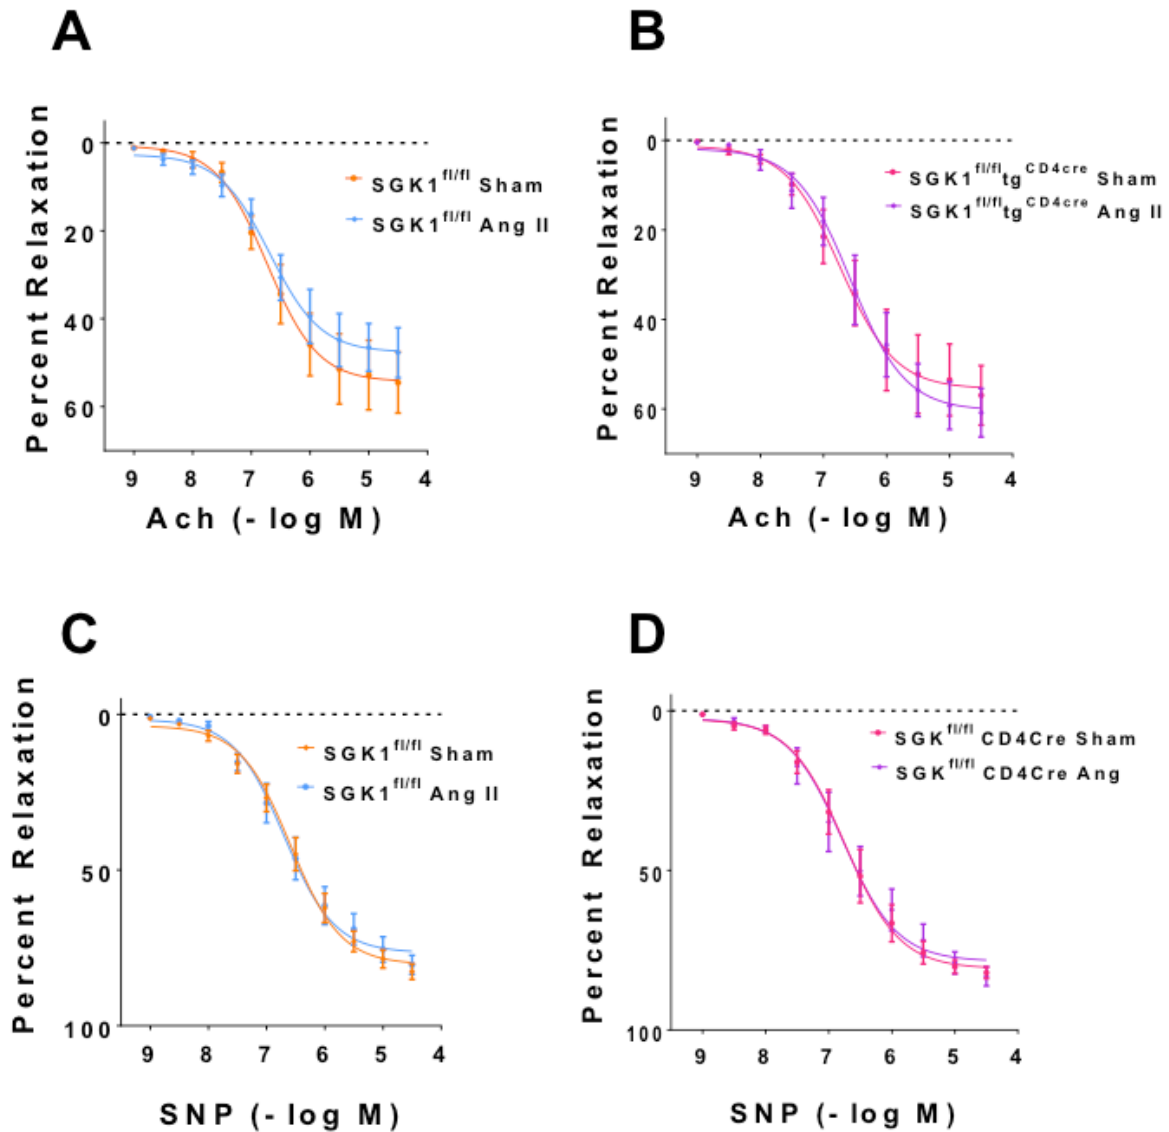 A
B
Percent Relaxation
0
20
40
60
SGK1fl/fl Sham
SGK1fl/fl Ang II
9 8 7 6 5 4
Ach (- log M)
Percent Relaxation
0
20
40
60
SGK1fl/fltgCD4cre Sham
SGK1fl/fltgCD4cre Ang II
9 8 7 6 5 4
Ach (- log M)
C
D
Percent Relaxation
0
50
100
SGK1fl/fl Sham
SGK1fl/fl Ang II
9 8 7 6 5 4
SNP (- log M)
Percent Relaxation
0
50
100
SGKfl/fl CD4Cre Sham
SGKfl/fl CD4Cre Ang
9 8 7 6 5 4
SNP (- log M)